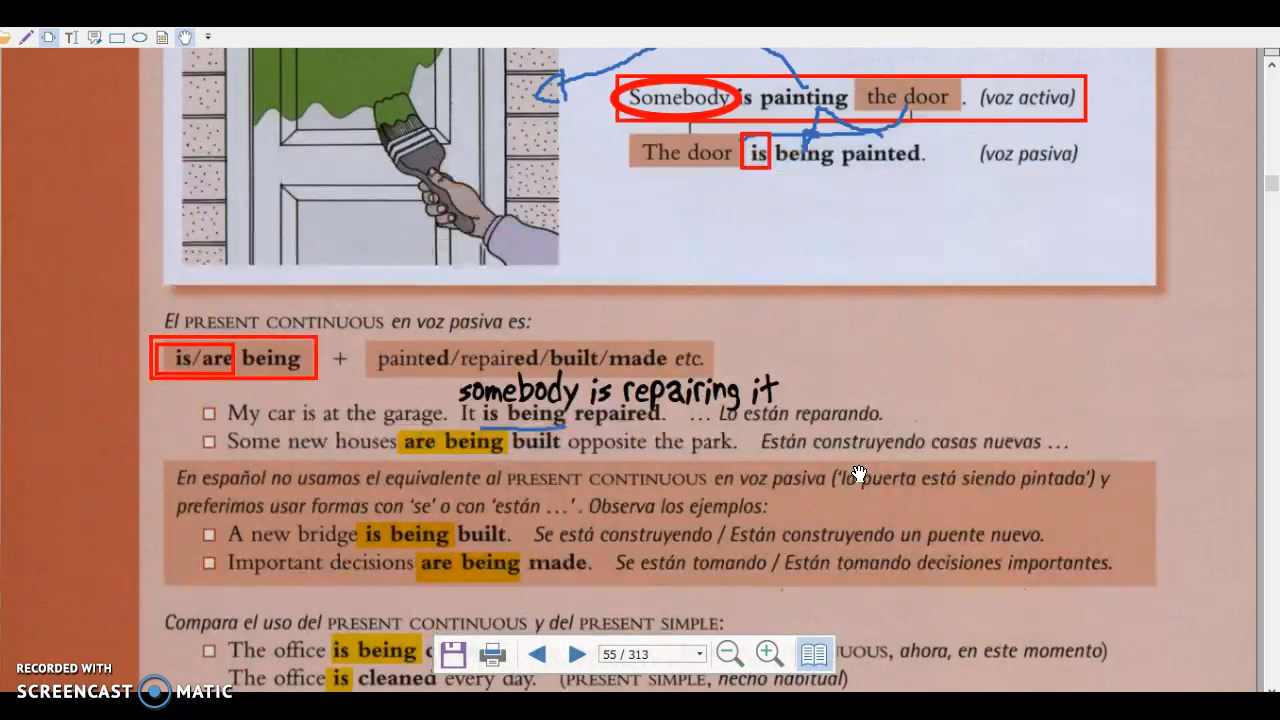 Somebody is painting the door . (voz activa)
The door is being painted. (voz pasiva)
El PRESENT CONTINUOUS en voz pasiva es:
is/are being + painted/repaired/built/made etc.
somebody is repairing it
My car is at the garage. It is being repaired. ... Lo están reparando.
Some new houses are being built opposite the park. Están construyendo casas nuevas ...
En español no usamos el equivalente al PRESENT CONTINUOUS en voz pasiva ('la puerta está siendo pintada') y
preferimos usar formas con 'se' o con 'están ...'. Observa los ejemplos:
A new bridge is being built. Se está construyendo / Están construyendo un puente nuevo.
Important decisions are being made. Se están tomando / Están tomando decisiones importantes.
Compara el uso del PRESENT CONTINUOUS y del PRESENT SIMPLE:
The office is being UOUS, ahora, en este momento)
The office is cleaned every day. (PRESENT SIMPLE, hecho habitual)
55 / 313
RECORDED WITH
SCREENCAST MATIC